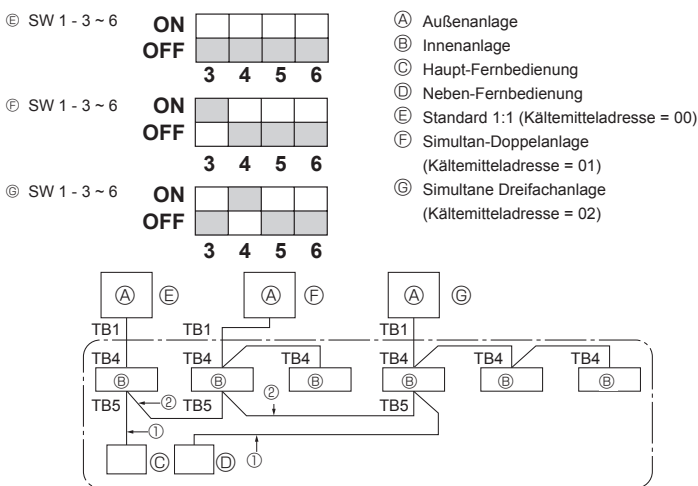 Ⓔ SW 1 - 3 ~ 6
ON
OFF
3 4 5 6
Ⓕ SW 1 - 3 ~ 6
ON
OFF
3 4 5 6
Ⓖ SW 1 - 3 ~ 6
ON
OFF
3 4 5 6
Ⓐ Außenanlage
Ⓑ Innenanlage
Ⓒ Haupt-Fernbedienung
Ⓓ Neben-Fernbedienung
Ⓔ Standard 1:1 (Kältemitteladresse = 00)
Ⓕ Simultan-Doppelanlage
(Kältemitteladresse = 01)
Ⓖ Simultane Dreifachanlage
(Kältemitteladresse = 02)
Ⓐ Ⓔ Ⓐ Ⓕ Ⓐ Ⓖ
TB1 TB1 TB1
TB4 TB4 TB4 TB4 TB4 TB4
Ⓑ Ⓑ Ⓑ Ⓑ Ⓑ Ⓑ
TB5 ② TB5 ② TB5
① Ⓒ Ⓓ ①